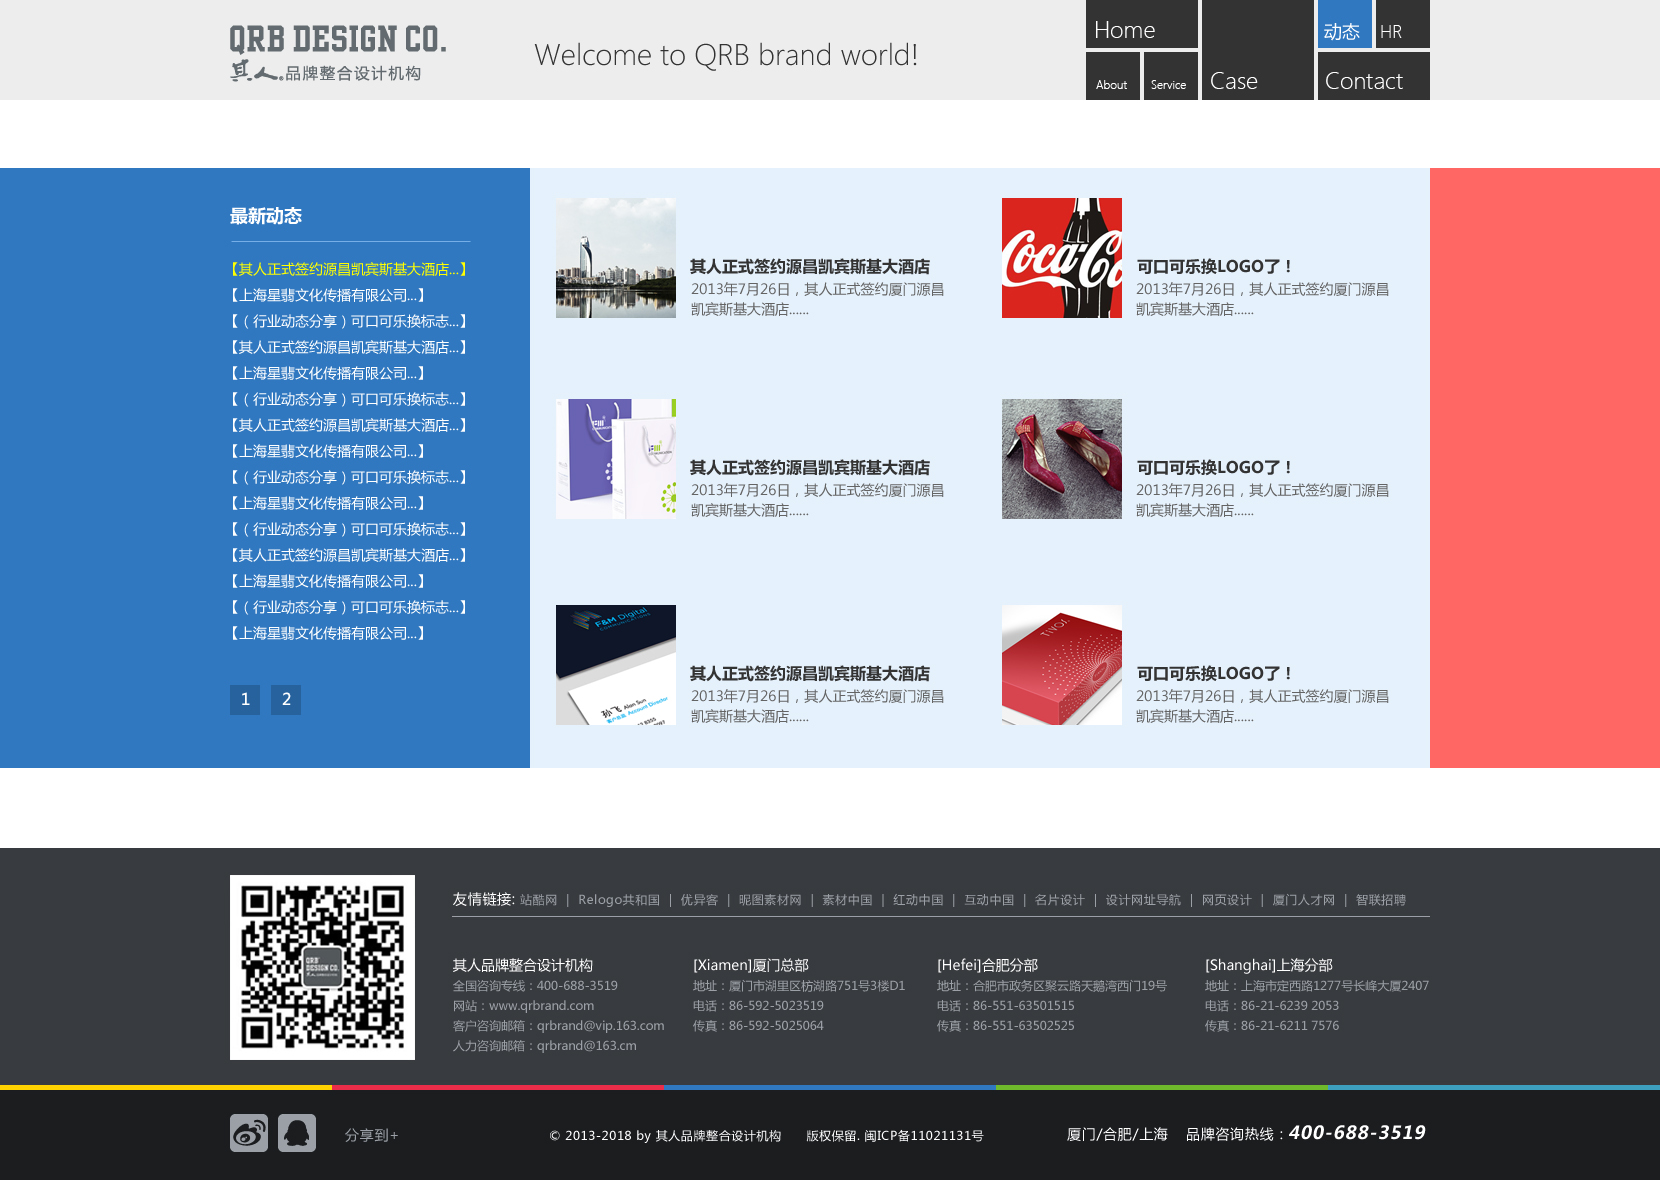 QRB DESIGN CO.
其人®品牌整合设计机构
Welcome to QRB brand world!
Home
About
Service
Case
动态
HR
Contact
最新动态
【其人正式签约源昌凯宾斯基大酒店...】
【上海星翡文化传播有限公司...】
【（行业动态分享）可口可乐换标志...】
【其人正式签约源昌凯宾斯基大酒店...】
【上海星翡文化传播有限公司...】
【（行业动态分享）可口可乐换标志...】
【其人正式签约源昌凯宾斯基大酒店...】
【上海星翡文化传播有限公司...】
【（行业动态分享）可口可乐换标志...】
【上海星翡文化传播有限公司...】
【（行业动态分享）可口可乐换标志...】
【其人正式签约源昌凯宾斯基大酒店...】
【上海星翡文化传播有限公司...】
【（行业动态分享）可口可乐换标志...】
【上海星翡文化传播有限公司...】
1 2
其人正式签约源昌凯宾斯基大酒店
2013年7月26日，其人正式签约厦门源昌
凯宾斯基大酒店......
Coca-Co
可口可乐换LOGO了！
2013年7月26日，其人正式签约厦门源昌
凯宾斯基大酒店......
其人正式签约源昌凯宾斯基大酒店
2013年7月26日，其人正式签约厦门源昌
凯宾斯基大酒店......
可口可乐换LOGO了！
2013年7月26日，其人正式签约厦门源昌
凯宾斯基大酒店......
F&M Digital
孙飞 Alan Sun
客户总监 Account Director
其人正式签约源昌凯宾斯基大酒店
2013年7月26日，其人正式签约厦门源昌
凯宾斯基大酒店......
可口可乐换LOGO了！
2013年7月26日，其人正式签约厦门源昌
凯宾斯基大酒店......
QRB
DESIGN CO.
友情链接: 站酷网 | Relogo共和国 | 优异客 | 昵图素材网 | 素材中国 | 红动中国 | 互动中国 | 名片设计 | 设计网址导航 | 网页设计 | 厦门人才网 | 智联招聘
其人品牌整合设计机构
全国咨询专线：400-688-3519
网站：www.qrbrand.com
客户咨询邮箱：qrbrand@vip.163.com
人力咨询邮箱：qrbrand@163.cm
[Xiamen]厦门总部
地址：厦门市湖里区枋湖路751号3楼D1
电话：86-592-5023519
传真：86-592-5025064
[Hefei]合肥分部
地址：合肥市政务区聚云路天鹅湾西门19号
电话：86-551-63501515
传真：86-551-63502525
[Shanghai]上海分部
地址：上海市定西路1277号长峰大厦2407
电话：86-21-6239 2053
传真：86-21-6211 7576
分享到+
© 2013-2018 by 其人品牌整合设计机构 版权保留. 闽ICP备11021131号
厦门/合肥/上海 品牌咨询热线：400-688-3519